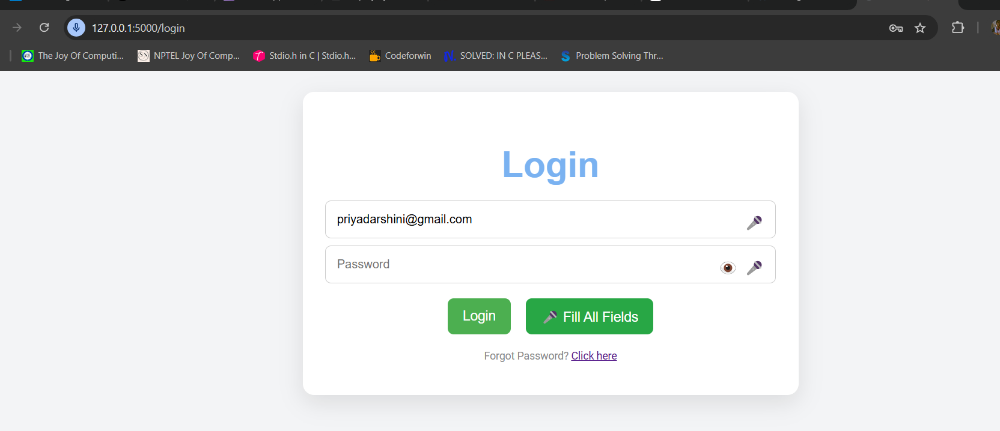 127.0.0.1:5000/login
The Joy Of Computi... NPTEL Joy Of Comp... Stdio.h in C | Stdio.h... Codeforwin SOLVED: IN C PLEAS... Problem Solving Thr...
Login
priyadarshini@gmail.com
Password
Login Fill All Fields
Forgot Password? Click here